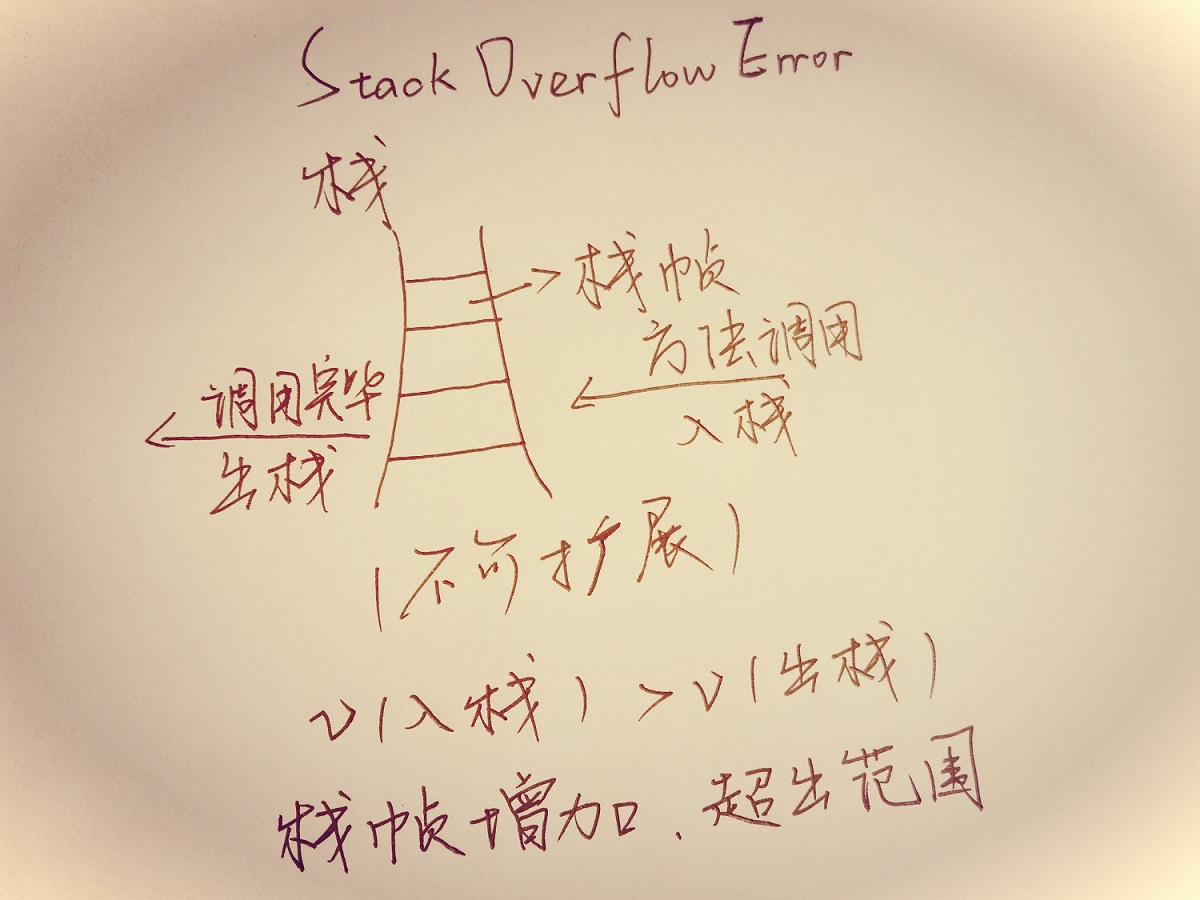 Stack Overflow Error
栈
栈帧
方法调用
入栈
调用完毕
出栈
(不可扩展)
v(入栈) > v(出栈)
栈帧增加、超出范围